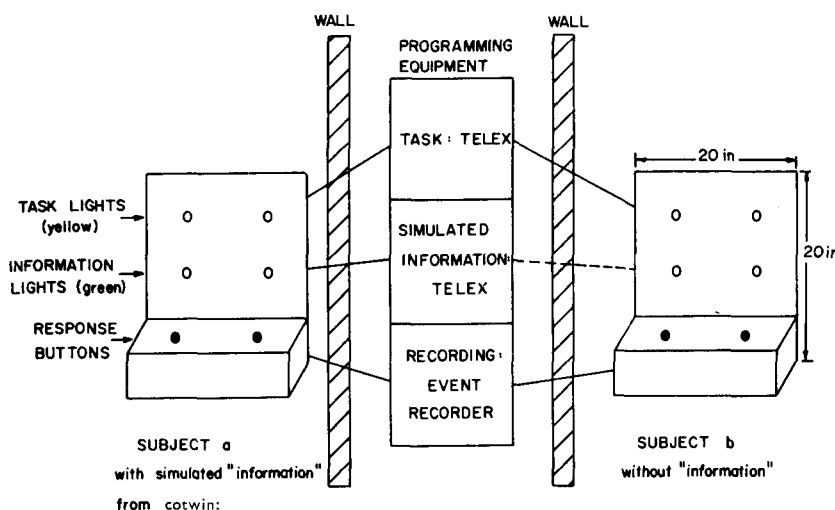 WALL
WALL
PROGRAMMING
EQUIPMENT
TASK: TELEX
20 in
TASK LIGHTS
(yellow)
20 in
SIMULATED
INFORMATION:
TELEX
INFORMATION
LIGHTS (green)
RESPONSE
BUTTONS
RECORDING:
EVENT
RECORDER
SUBJECT a
with simulated "information"
from cotwin:
SUBJECT b
without "information"